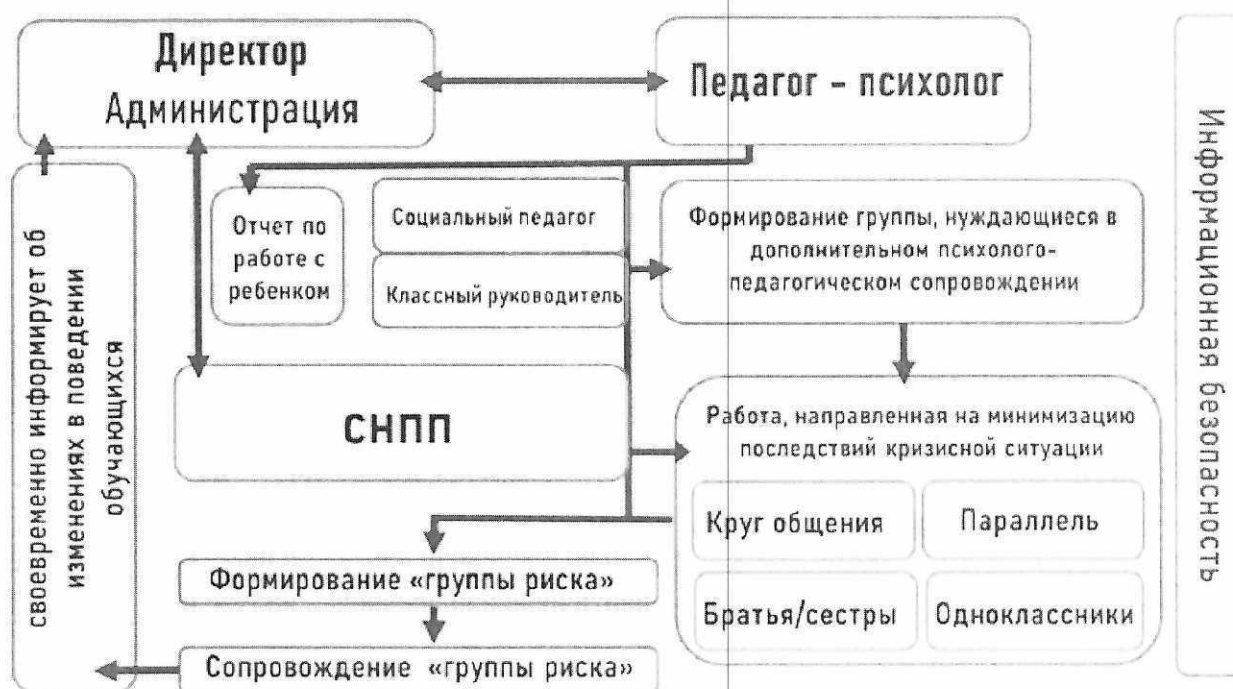 Директор
Администрация
Педагог - психолог
Отчет по
работе с
ребенком
Социальный педагог
Классный руководитель
Формирование группы, нуждающиеся в
дополнительном психолого-
педагогическом сопровождении
СНПП
Работа, направленная на минимизацию
последствий кризисной ситуации
Круг общения
Параллель
Братья/сестры
Одноклассники
Формирование «группы риска»
Сопровождение «группы риска»
своевременно информирует об
изменениях в поведении
обучающихся
Информационная безопасность